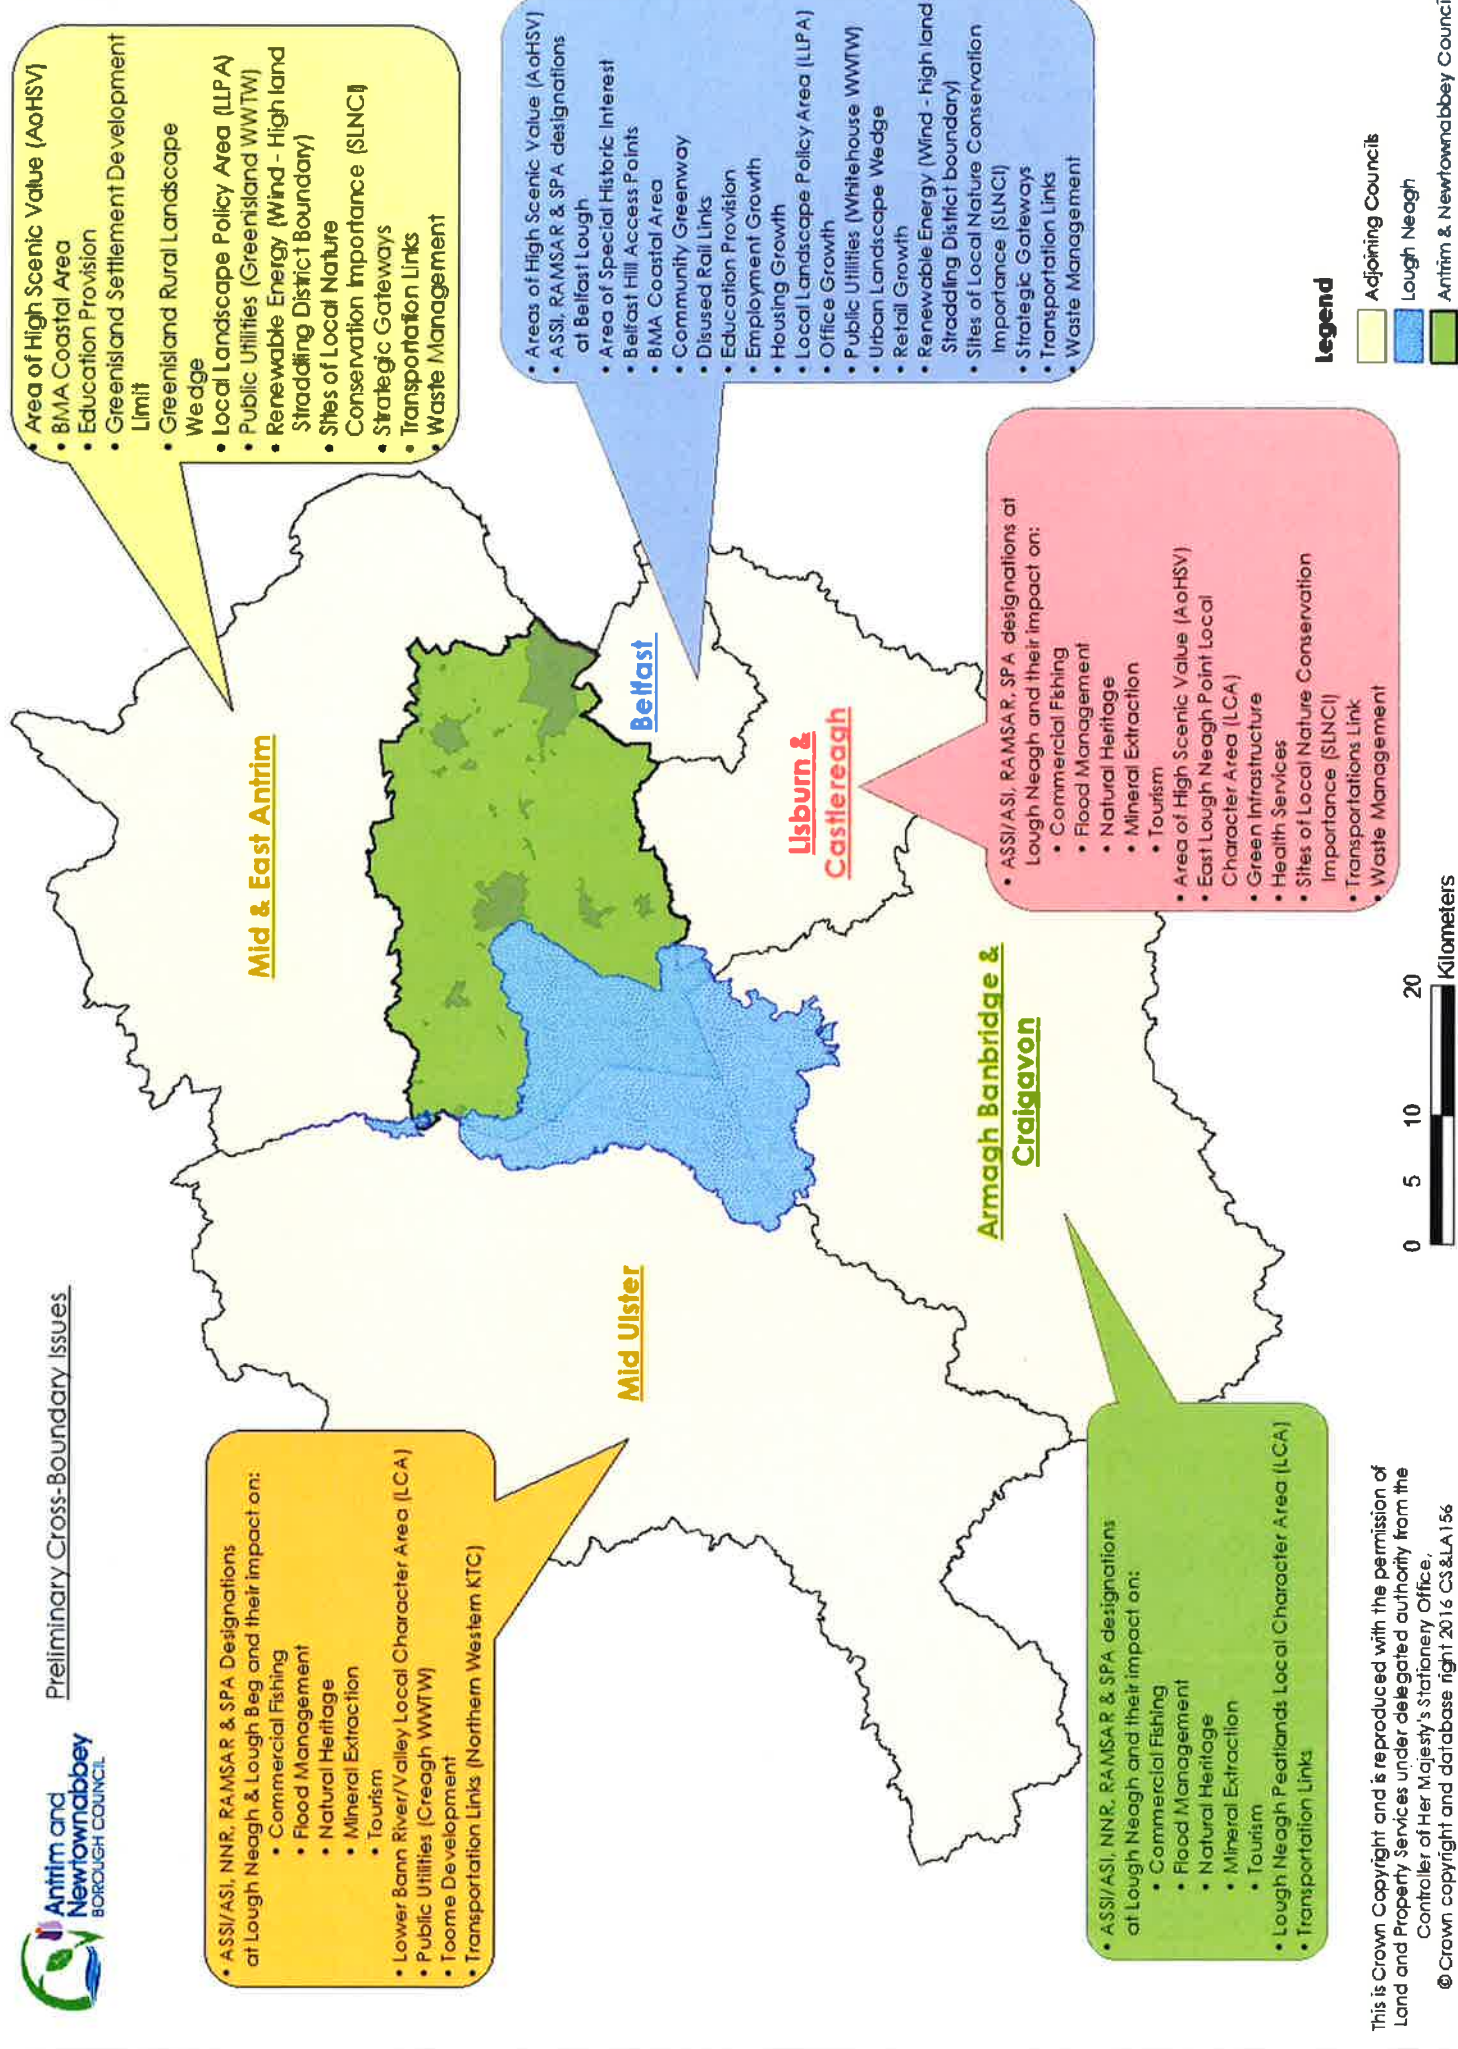 Antrim and
Newtownabbey
BOROUGH COUNCIL
Preliminary Cross-Boundary Issues
• Area of High Scenic Value (AoHSV)
• BMA Coastal Area
• Education Provision
• Greenisland Settlement Development
Limit
• Greenisland Rural Landscape
Wedge
• Local Landscape Policy Area (LLPA)
• Public Utilities (Greenisland WWTW)
• Renewable Energy (Wind - High land
Straddling District Boundary)
• Sites of Local Nature
Conservation Importance (SLNCI)
• Strategic Gateways
• Transportation Links
• Waste Management
• ASSI/ASI, NNR, RAMSAR & SPA Designations
at Lough Neagh & Lough Beg and their impact on:
• Commercial Fishing
• Flood Management
• Natural Heritage
• Mineral Extraction
• Tourism
• Lower Bann River/Valley Local Character Area (LCA)
• Public Utilities (Creagh WWTW)
• Toome Development
• Transportation Links (Northern Western KTC)
Mid & East Antrim
• Areas of High Scenic Value (AoHSV)
• ASSI, RAMSAR & SPA designations
at Belfast Lough
• Area of Special Historic Interest
• Belfast Hill Access Points
• BMA Coastal Area
• Community Greenway
• Disused Rail Links
• Education Provision
• Employment Growth
• Housing Growth
• Local Landscape Policy Area (LLPA)
• Office Growth
• Public Utilities (Whitehouse WWTW)
• Urban Landscape Wedge
• Retail Growth
• Renewable Energy (Wind - high land
Straddling District boundary)
• Sites of Local Nature Conservation
Importance (SLNCI)
• Strategic Gateways
• Transportation Links
• Waste Management
Mid Ulster
Belfast
Lisburn &
Castlereagh
Armagh Banbridge &
Craigavon
• ASSI/ASI, RAMSAR, SPA designations at
Lough Neagh and their impact on:
• Commercial Fishing
• Flood Management
• Natural Heritage
• Mineral Extraction
• Tourism
• Area of High Scenic Value (AoHSV)
• East Lough Neagh Point Local
Character Area (LCA)
• Green Infrastructure
• Health Services
• Sites of Local Nature Conservation
Importance (SLNCI)
• Transportations Link
• Waste Management
• ASSI/ASI, NNR, RAMSAR & SPA designations
at Lough Neagh and their impact on:
• Commercial Fishing
• Flood Management
• Natural Heritage
• Mineral Extraction
• Tourism
• Lough Neagh Peatlands Local Character Area (LCA)
• Transportation Links
Legend
Adjoining Councils
Lough Neagh
Antrim & Newtownabbey Council
This is Crown Copyright and is reproduced with the permission of
Land and Property Services under delegated authority from the
Controller of Her Majesty's Stationery Office,
© Crown copyright and database right 2016 CS&LA156
0 5 10 20
Kilometers